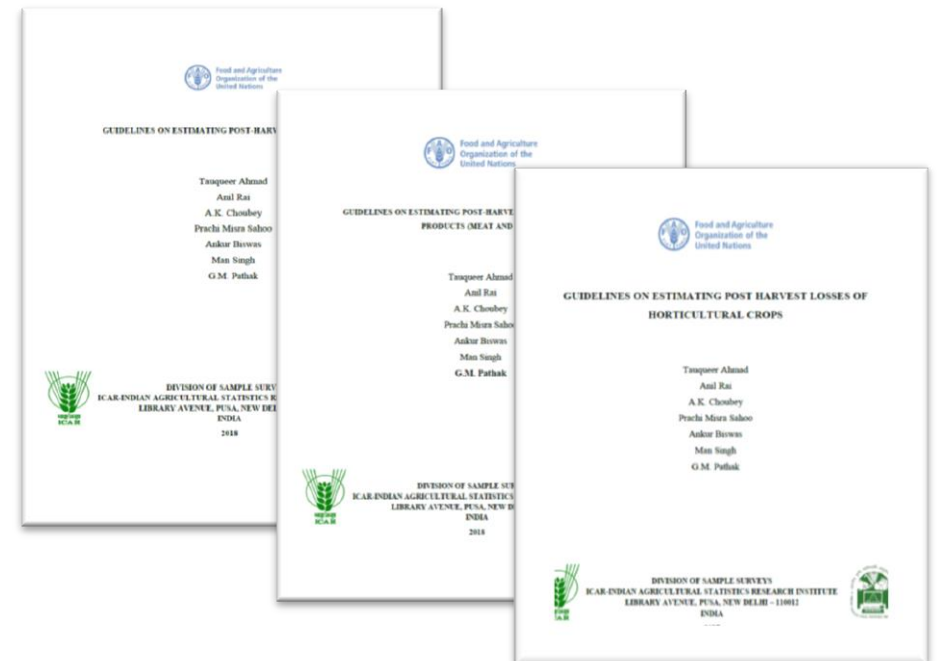 Food and Agriculture
Organization of the
United Nations
GUIDELINES ON ESTIMATING POST-HARV
Tauqueer Ahmad
Anil Rai
A.K. Choubey
Prachi Misra Sahoo
Ankur Biswas
Man Singh
G.M. Pathak
ICAR
DIVISION OF SAMPLE SURV
ICAR-INDIAN AGRICULTURAL STATISTICS R
LIBRARY AVENUE, PUSA, NEW DEL
INDIA
2018
Food and Agriculture
Organization of the
United Nations
GUIDELINES ON ESTIMATING POST-HARVE
PRODUCTS (MEAT AND
Tauqueer Ahmad
Anil Rai
A.K. Choubey
Prachi Misra Sahoo
Ankur Biswas
Man Singh
G.M. Pathak
ICAR
DIVISION OF SAMPLE SUR
ICAR-INDIAN AGRICULTURAL STATISTICS
LIBRARY AVENUE, PUSA, NEW D
INDIA
2018
Food and Agriculture
Organization of the
United Nations
GUIDELINES ON ESTIMATING POST HARVEST LOSSES OF
HORTICULTURAL CROPS
Tauqueer Ahmad
Anil Rai
A.K. Choubey
Prachi Misra Sahoo
Ankur Biswas
Man Singh
G.M. Pathak
DIVISION OF SAMPLE SURVEYS
ICAR-INDIAN AGRICULTURAL STATISTICS RESEARCH INSTITUTE
LIBRARY AVENUE, PUSA, NEW DELHI – 110012
INDIA